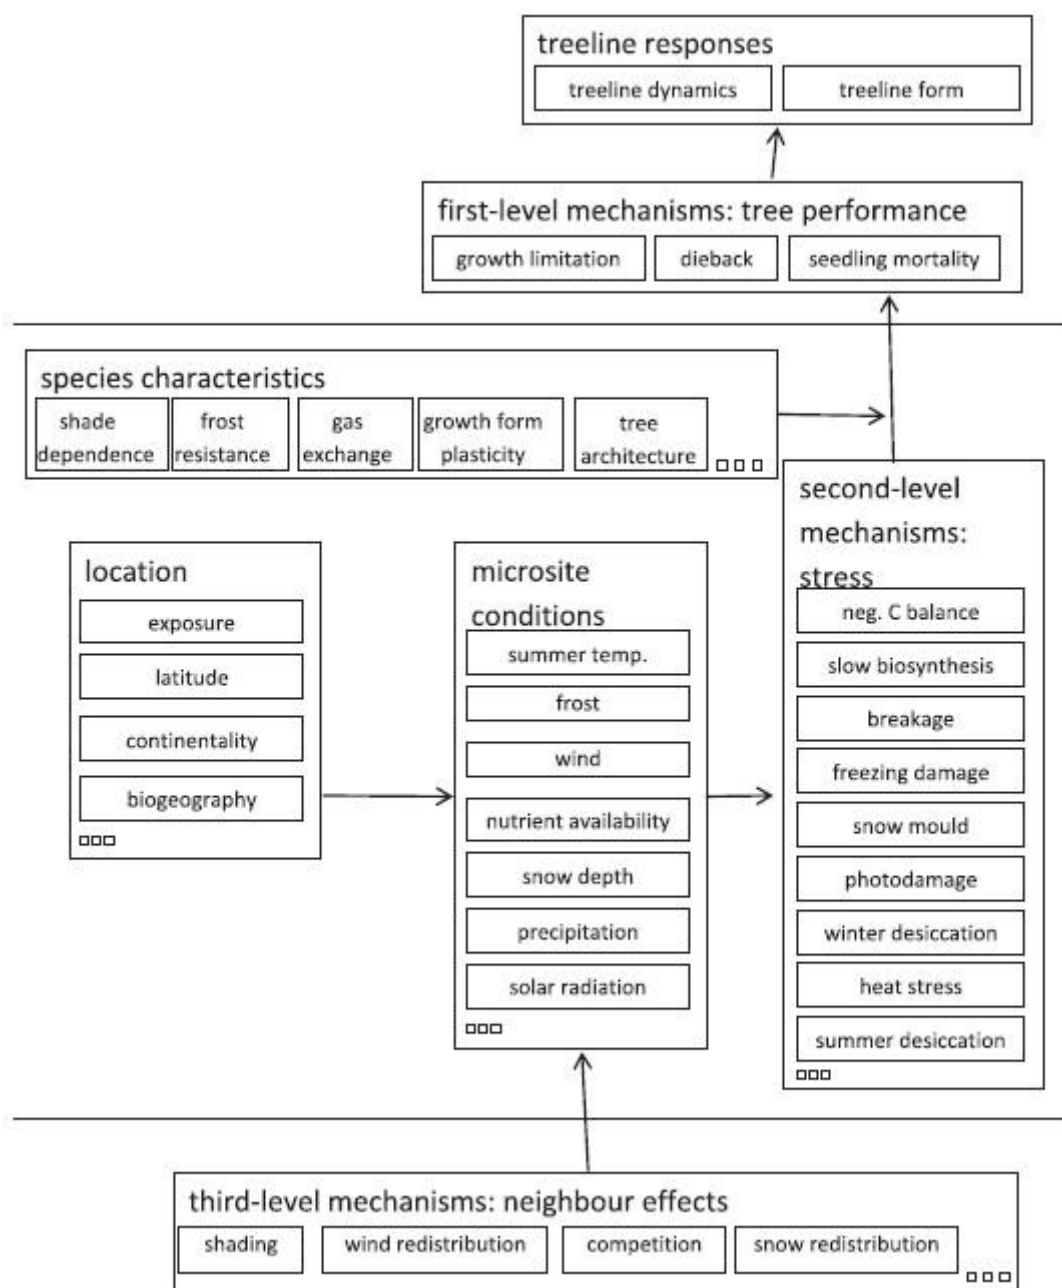 treeline responses
treeline dynamics
treeline form
first-level mechanisms: tree performance
growth limitation
dieback
seedling mortality
species characteristics
shade
dependence
frost
resistance
gas
exchange
growth form
plasticity
tree
architecture
second-level
mechanisms:
stress
neg. C balance
slow biosynthesis
breakage
freezing damage
snow mould
photodamage
winter desiccation
heat stress
summer desiccation
location
exposure
latitude
continentality
biogeography
microsite
conditions
summer temp.
frost
wind
nutrient availability
snow depth
precipitation
solar radiation
third-level mechanisms: neighbour effects
shading
wind redistribution
competition
snow redistribution